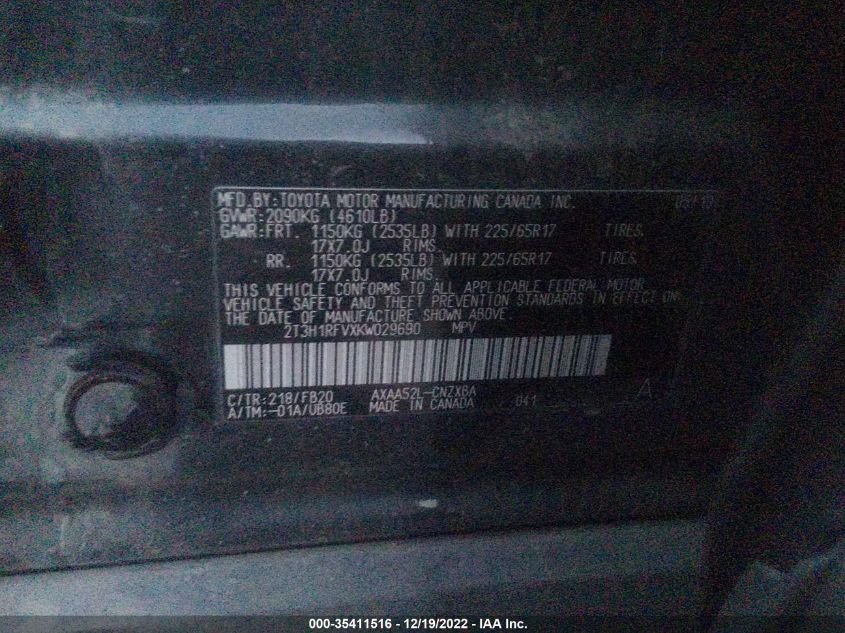 MFD.BY:TOYOTA MOTOR MANUFACTURING CANADA INC.
GVWR:2090KG (4610LB)
GAWR:FRT. 1150KG (2535LB) WITH 225/65R17 TIRES,
17X7.0J RIMS,
RR. 1150KG (2535LB) WITH 225/65R17 TIRES,
17X7.0J RIMS,
THIS VEHICLE CONFORMS TO ALL APPLICABLE FEDERAL MOTOR
VEHICLE SAFETY AND THEFT PREVENTION STANDARDS IN EFFECT ON
THE DATE OF MANUFACTURE SHOWN ABOVE.
2T3H1RFVXKW029690 MPV
C/TR:218/FB20 AXAA52L-CNZXBA 041 A
A/TM:-01A/UB80E MADE IN CANADA
000-35411516 - 12/19/2022 - IAA Inc.